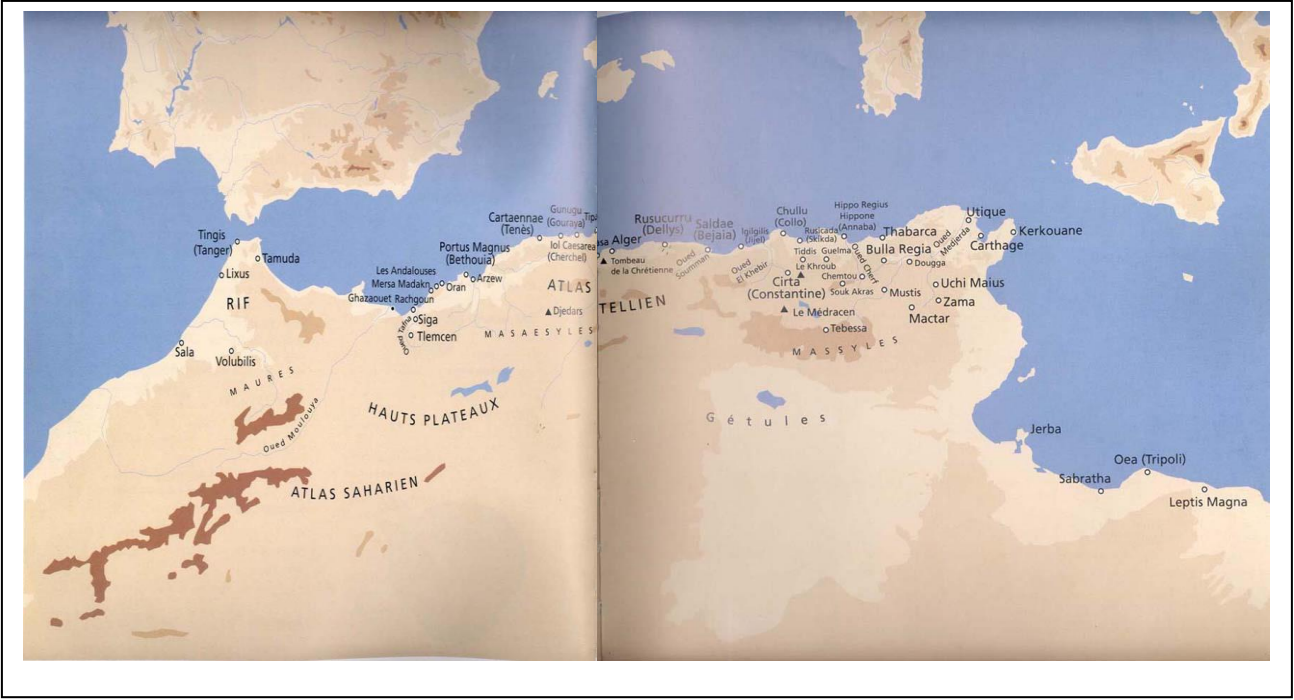 Tingis
(Tanger)
Tamuda
Lixus
RIF
Sala
Volubilis
MAURES
Oued Moulouya
HAUTS PLATEAUX
ATLAS SAHARIEN
Les Andalouses
Mersa Madakh
Ghazaouet Rachgoun
Oran
Siga
Tlemcen
Oued Tafna
Portus Magnus
(Bethouia)
Arzew
Cartaennae
(Tenès)
Gunugu
(Gouraya)
Iol Caesarea
(Cherchel)
ATLAS
TELLIEN
Djedars
MASAESYLES
Alger
Tombeau
de la Chrétienne
Rusucurru
(Dellys)
Oued
Soumman
Saldae
(Bejaia)
Igilgilis
(Jijel)
Oued
El Khebir
Chullu
(Collo)
Rusicada
(Skikda)
Hippo Regius
Hippone
(Annaba)
Tiddis
Guelma
Le Khroub
Cirta
(Constantine)
Chemtou
Souk Akras
Oued Cherf
Le Médracen
Tebessa
MASSYLES
Gétules
Thabarca
Bulla Regia
Dougga
Oued
Medjerda
Utique
Carthage
Kerkouane
Uchi Maius
Mustis
Zama
Mactar
Jerba
Sabratha
Oea (Tripoli)
Leptis Magna